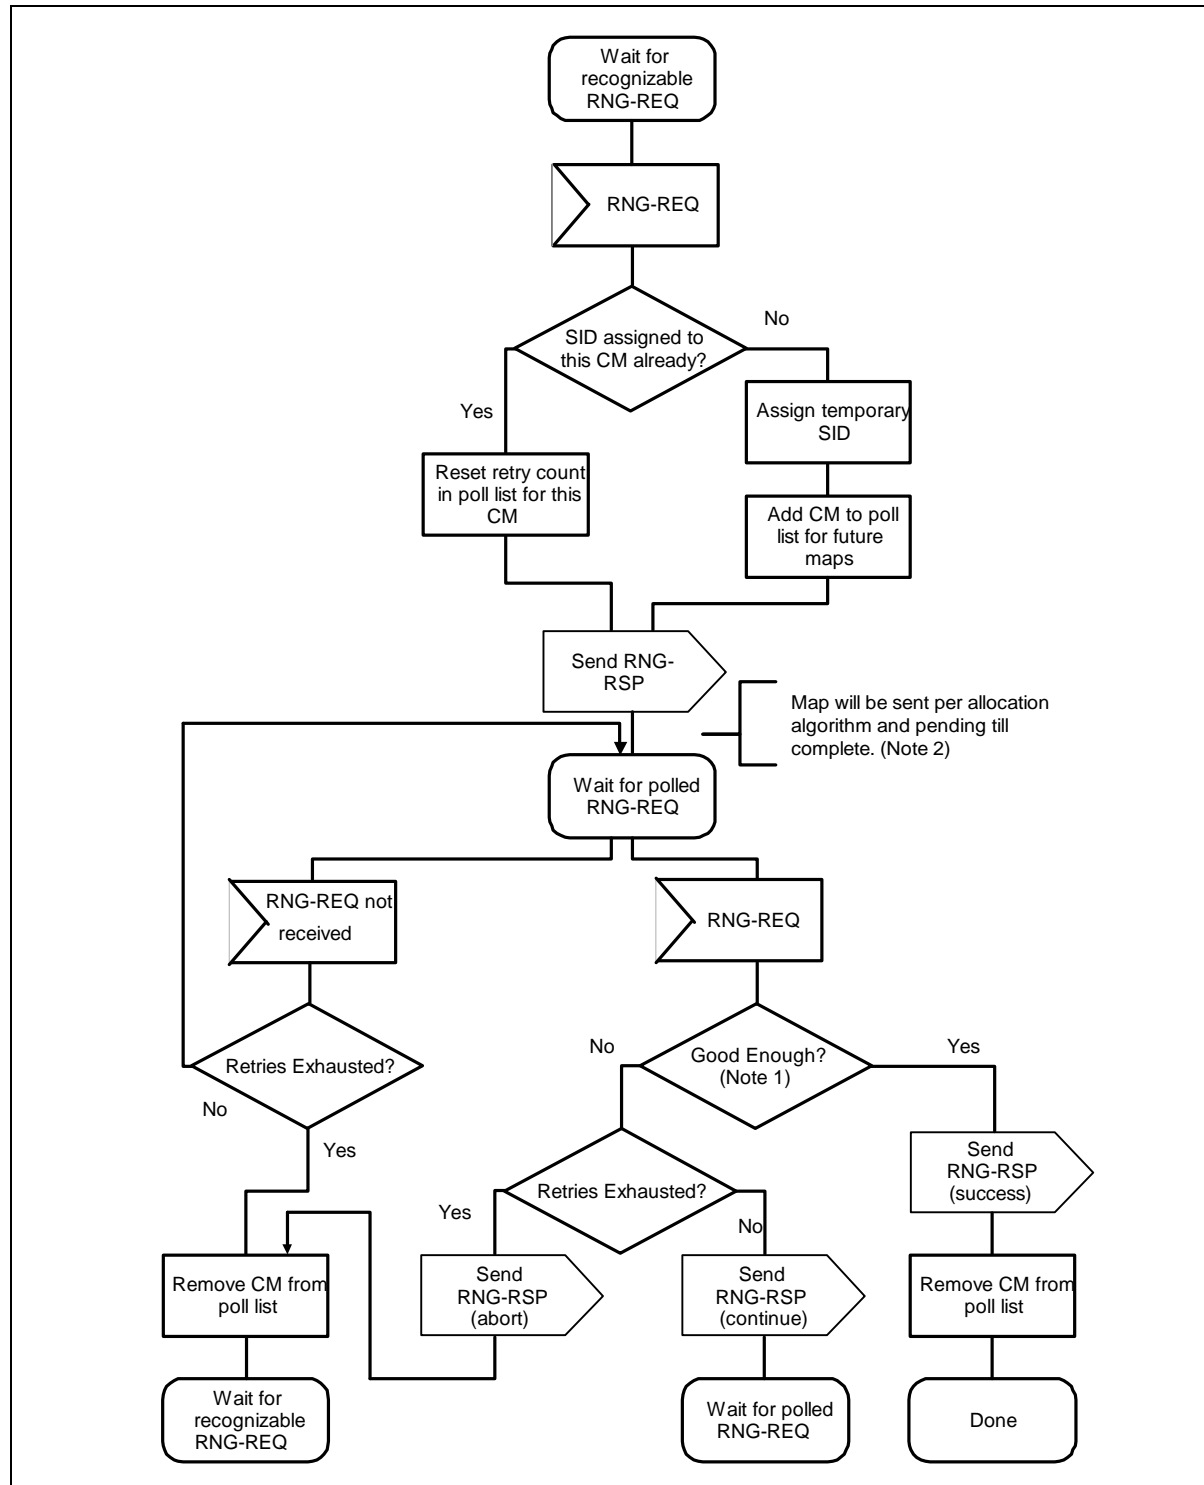 Wait for
recognizable
RNG-REQ
RNG-REQ
SID assigned to
this CM already?
No
Yes
Assign temporary
SID
Reset retry count
in poll list for this
CM
Add CM to poll
list for future
maps
Send RNG-
RSP
Map will be sent per allocation
algorithm and pending till
complete. (Note 2)
Wait for polled
RNG-REQ
RNG-REQ not
received
RNG-REQ
Retries Exhausted?
No
Yes
Good Enough?
(Note 1)
No
Yes
Retries Exhausted?
Yes
No
Send
RNG-RSP
(success)
Remove CM from
poll list
Send
RNG-RSP
(abort)
Send
RNG-RSP
(continue)
Remove CM from
poll list
Wait for
recognizable
RNG-REQ
Wait for polled
RNG-REQ
Done